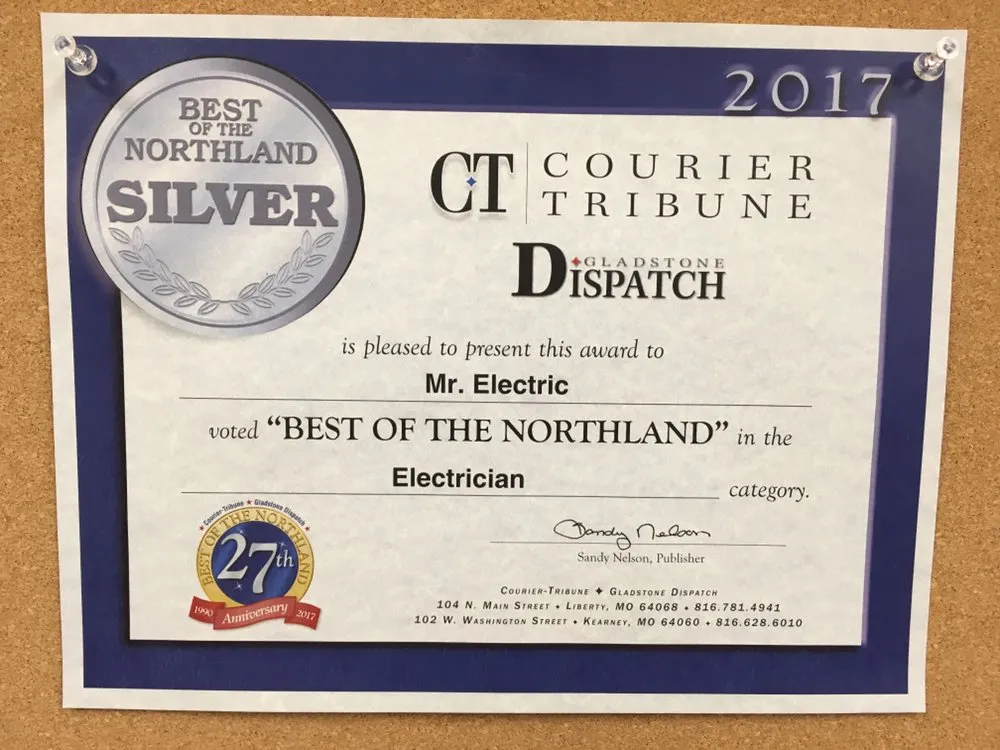 2017
BEST
OF THE
NORTHLAND
SILVER
CT COURIER
TRIBUNE
GLADSTONE
DISPATCH
is pleased to present this award to
Mr. Electric
voted “BEST OF THE NORTHLAND” in the
Electrician
category.
Sandy Nelson
Sandy Nelson, Publisher
Courier-Tribune ★ Gladstone Dispatch
BEST OF THE NORTHLAND
27th
1990 Anniversary 2017
COURIER-TRIBUNE ✦ GLADSTONE DISPATCH
104 N. MAIN STREET • LIBERTY, MO 64068 • 816.781.4941
102 W. WASHINGTON STREET • KEARNEY, MO 64060 • 816.628.6010